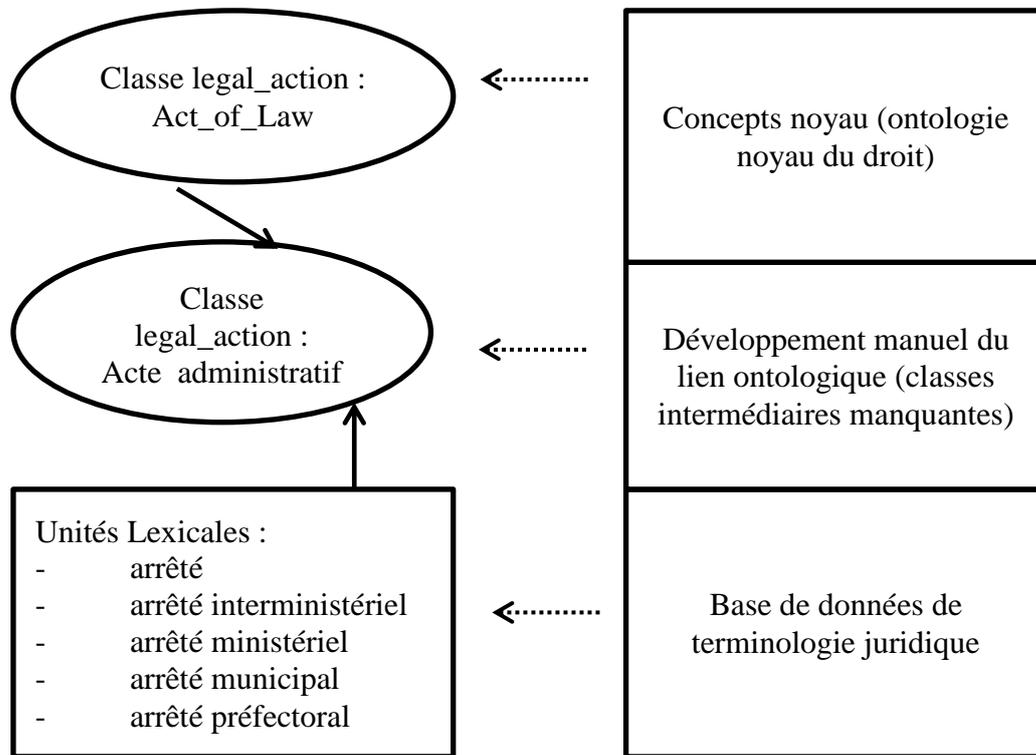 Classe legal_action :
Act_of_Law
Concepts noyau (ontologie
noyau du droit)
Classe
legal_action :
Acte administratif
Développement manuel du
lien ontologique (classes
intermédiaires manquantes)
Unités Lexicales :
- arrêté
- arrêté interministériel
- arrêté ministériel
- arrêté municipal
- arrêté préfectoral
Base de données de
terminologie juridique